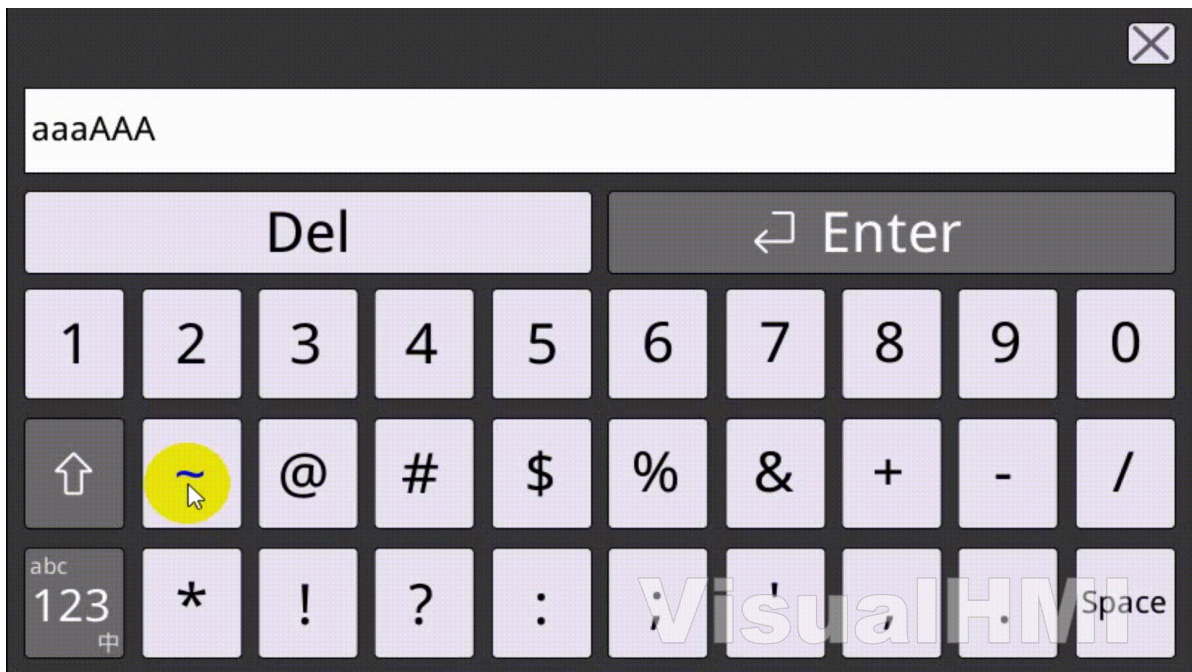 aaaAAA
Del Enter
1 2 3 4 5 6 7 8 9 0
~ @ # $ % & + - /
abc
123 * ! ? : ; ' , . Space
中
VisualHMI